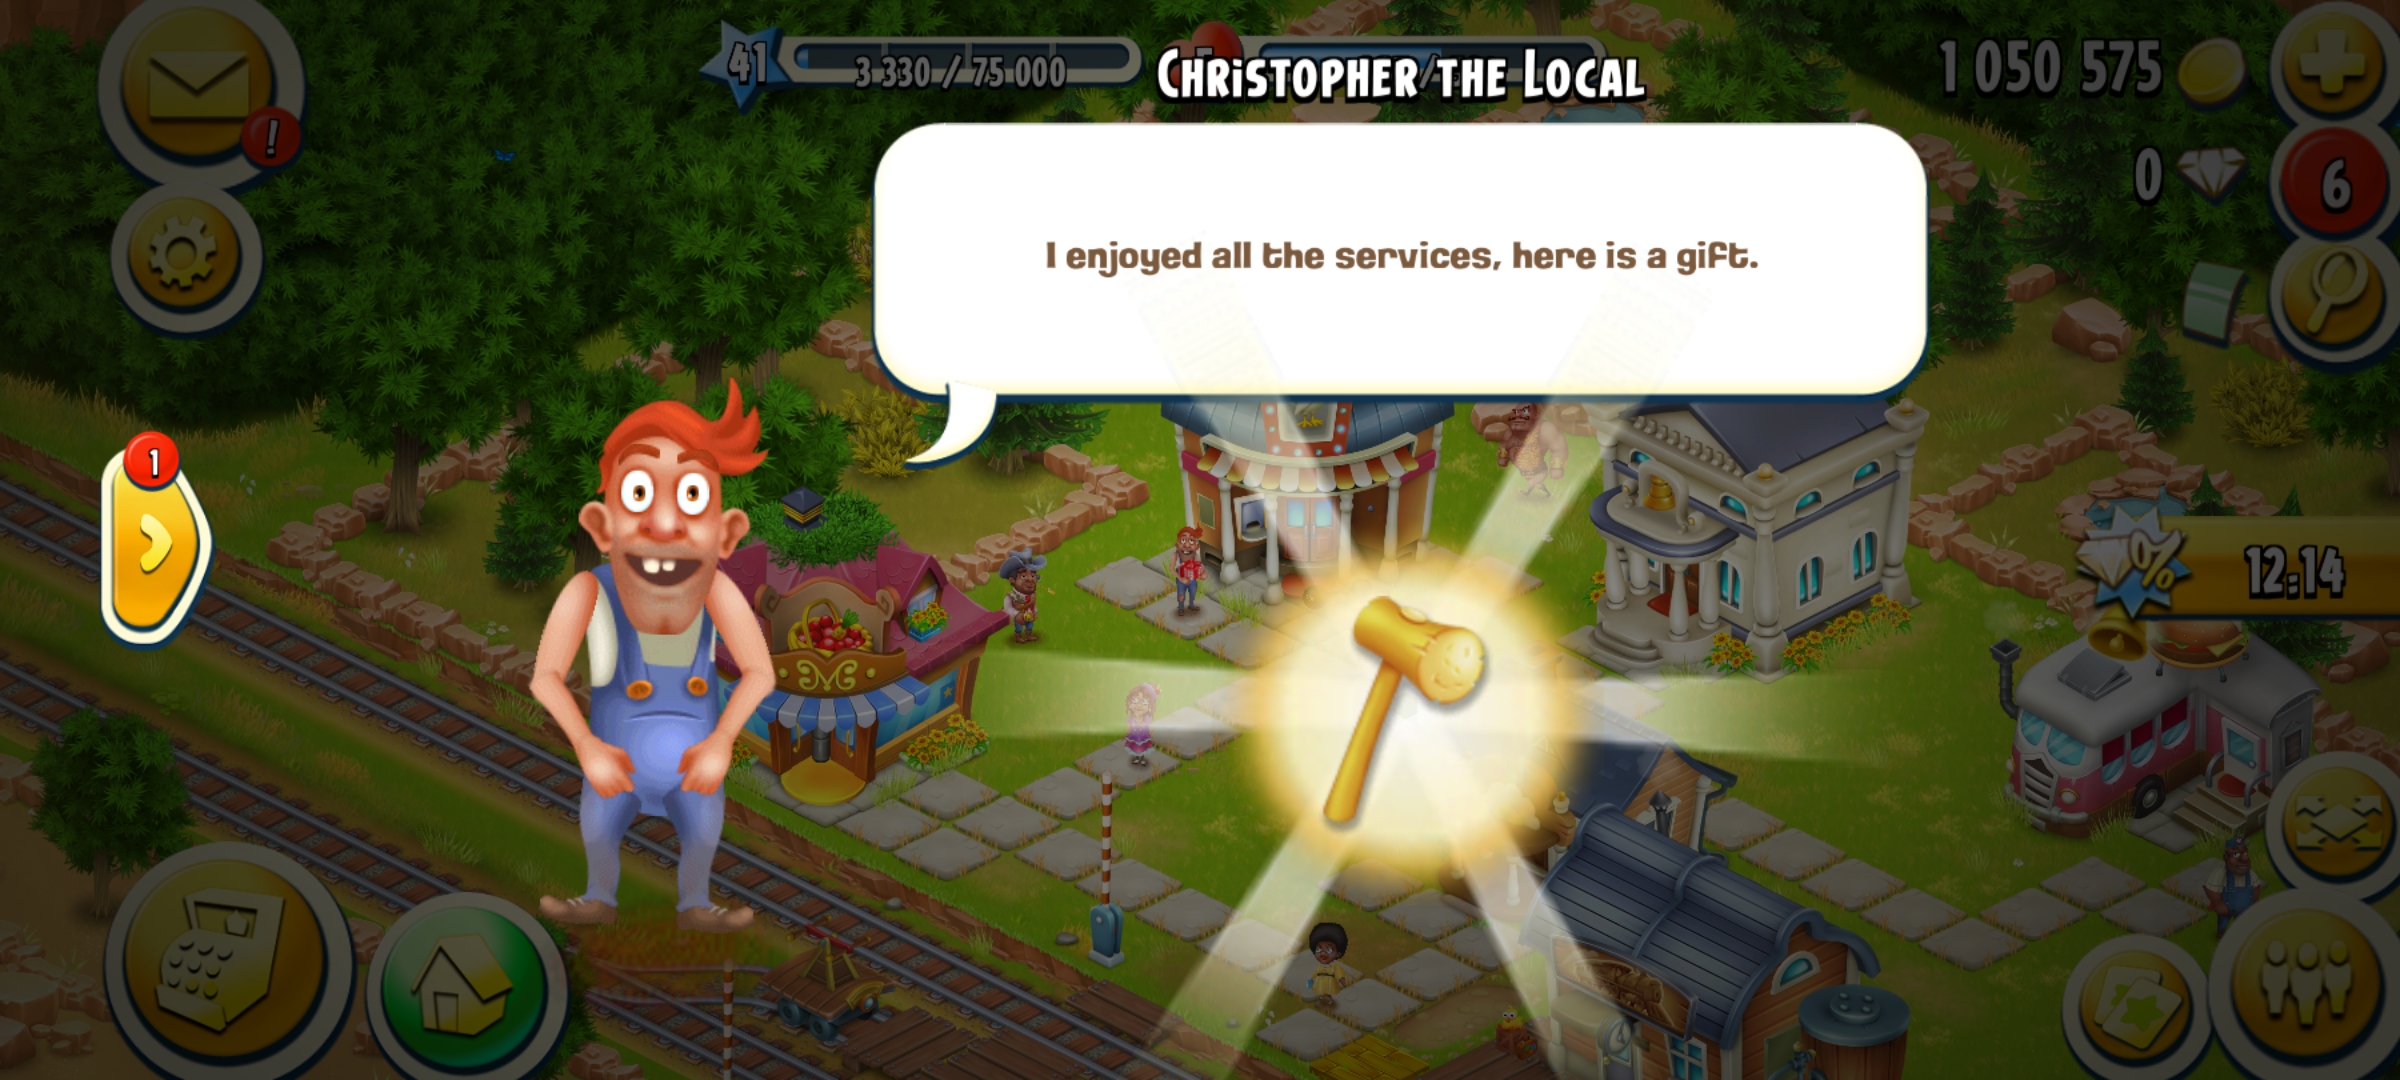 41
3 330 / 75 000
CHRiSTOPHER THE LOCAL
1 050 575
0
6
!
I enjoyed all the services, here is a gift.
1
0%
12:14